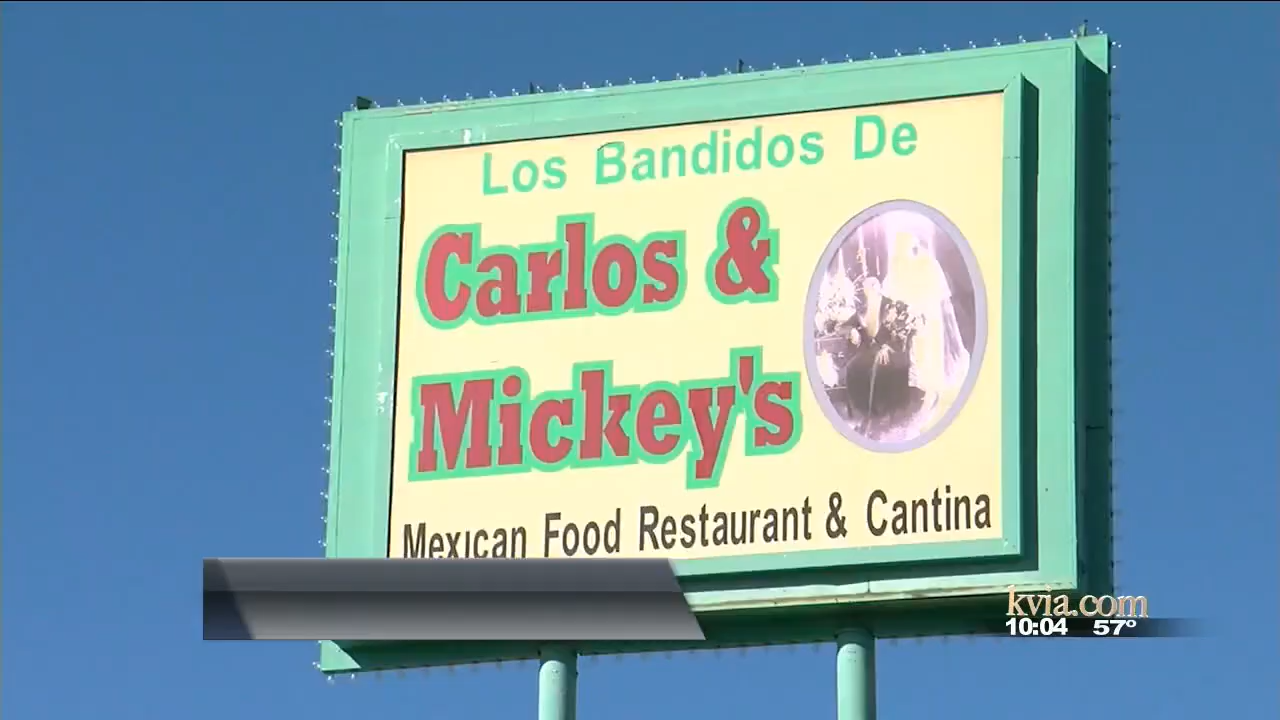 Los Bandidos De
Carlos &
Mickey's
Mexican Food Restaurant & Cantina
kvia.com
10:04 57°